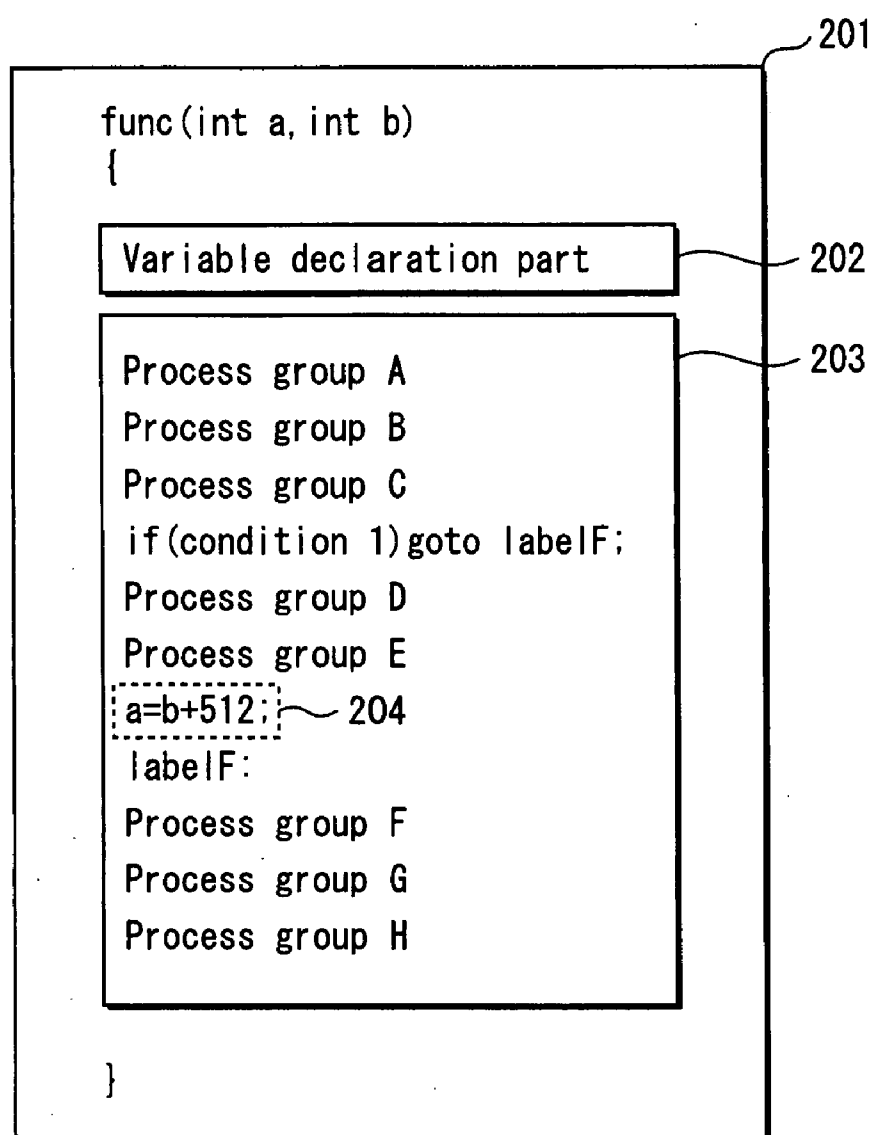 201
func(int a, int b)
{
Variable declaration part
202
203
Process group A
Process group B
Process group C
if(condition 1)goto labelF;
Process group D
Process group E
a=b+512;
204
labelF:
Process group F
Process group G
Process group H
}